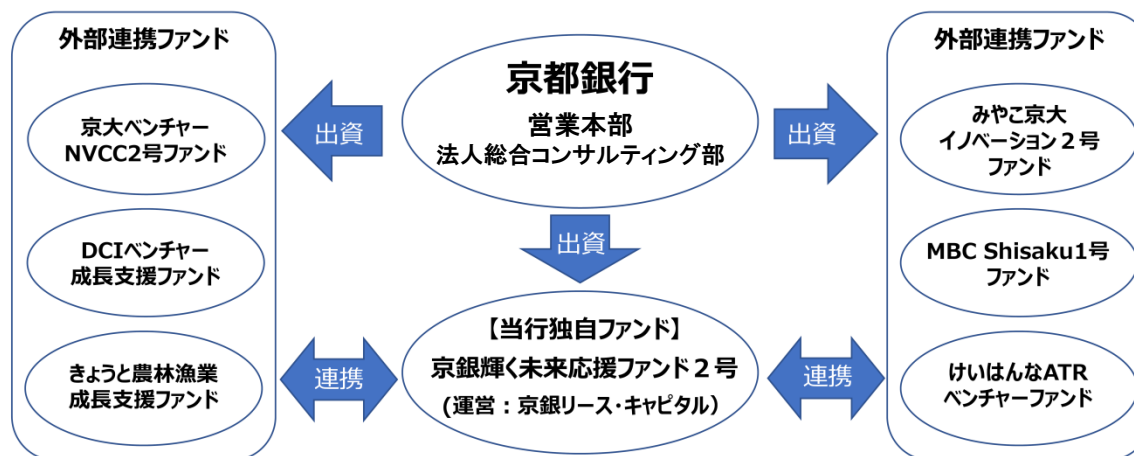 外部連携ファンド
京大ベンチャー
NVCC2号ファンド
DCIベンチャー
成長支援ファンド
きょうと農林漁業
成長支援ファンド
出資
連携
京都銀行
営業本部
法人総合コンサルティング部
出資
【当行独自ファンド】
京銀輝く未来応援ファンド２号
(運営：京銀リース・キャピタル）
出資
連携
外部連携ファンド
みやこ京大
イノベーション２号
ファンド
MBC Shisaku1号
ファンド
けいはんなATR
ベンチャーファンド